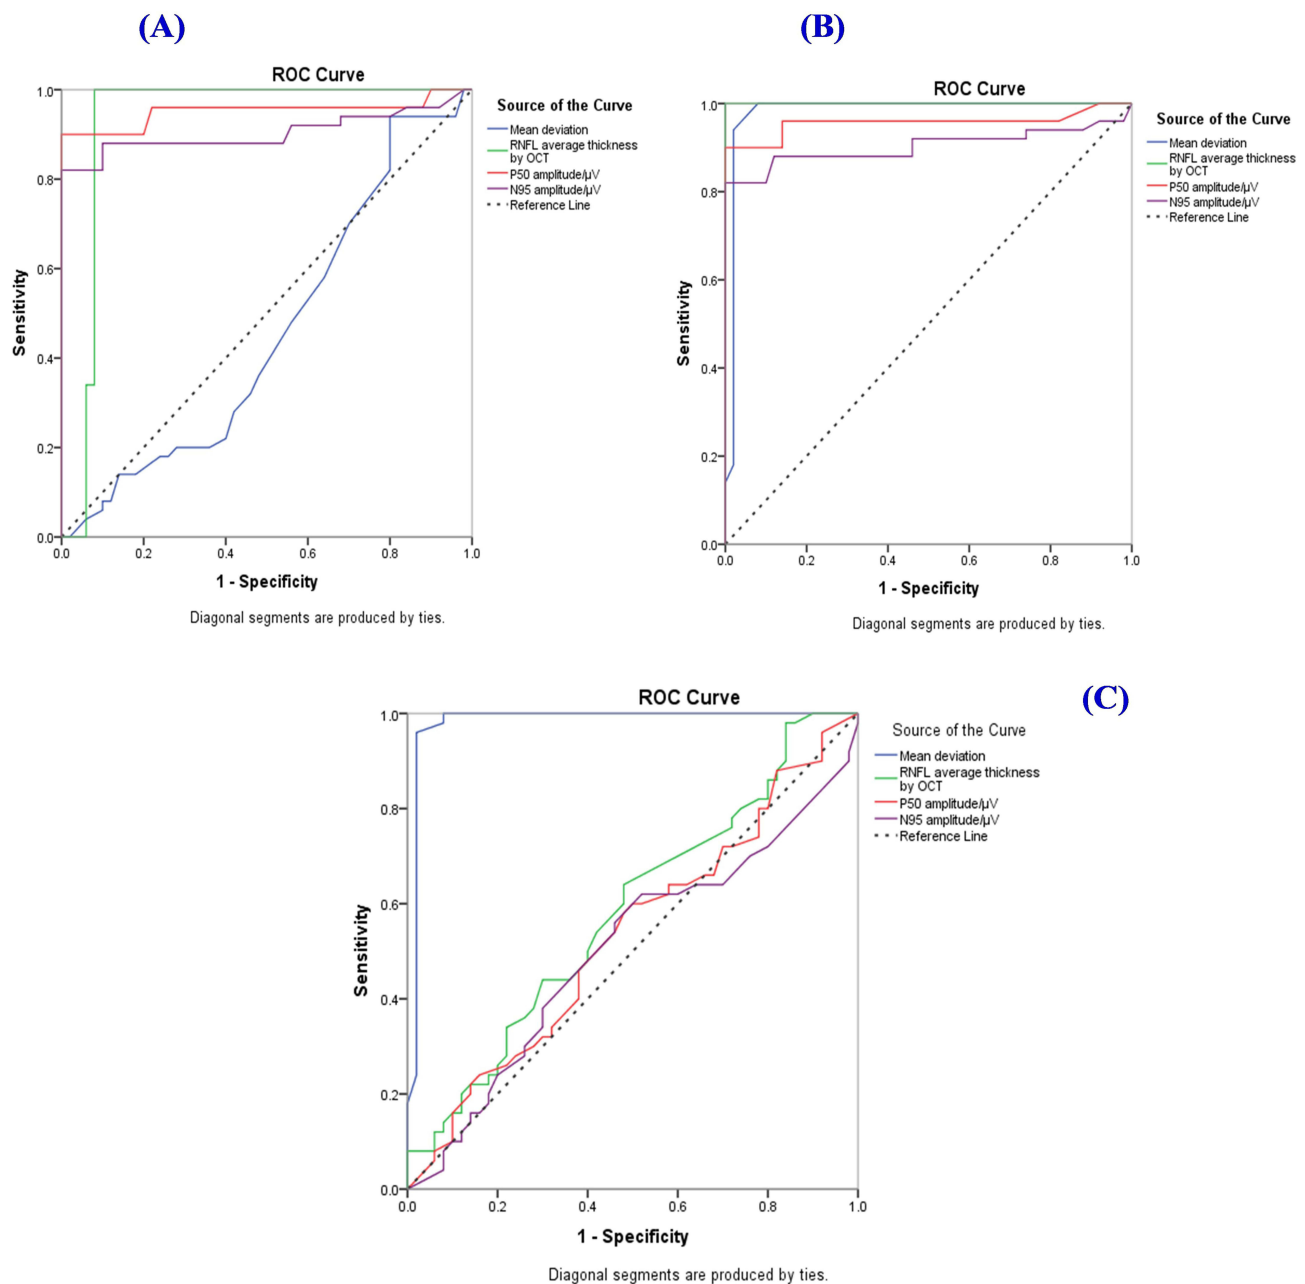 (A)
ROC Curve
Source of the Curve
Mean deviation
RNFL average thickness
by OCT
P50 amplitude/µV
N95 amplitude/µV
Reference Line
Sensitivity
1.0
0.8
0.6
0.4
0.2
0.0
0.0 0.2 0.4 0.6 0.8 1.0
1 - Specificity
Diagonal segments are produced by ties.
(B)
ROC Curve
Source of the Curve
Mean deviation
RNFL average thickness
by OCT
P50 amplitude/µV
N95 amplitude/µV
Reference Line
Sensitivity
1.0
0.8
0.6
0.4
0.2
0.0
0.0 0.2 0.4 0.6 0.8 1.0
1 - Specificity
Diagonal segments are produced by ties.
(C)
ROC Curve
Source of the Curve
Mean deviation
RNFL average thickness
by OCT
P50 amplitude/µV
N95 amplitude/µV
Reference Line
Sensitivity
1.0
0.8
0.6
0.4
0.2
0.0
0.0 0.2 0.4 0.6 0.8 1.0
1 - Specificity
Diagonal segments are produced by ties.